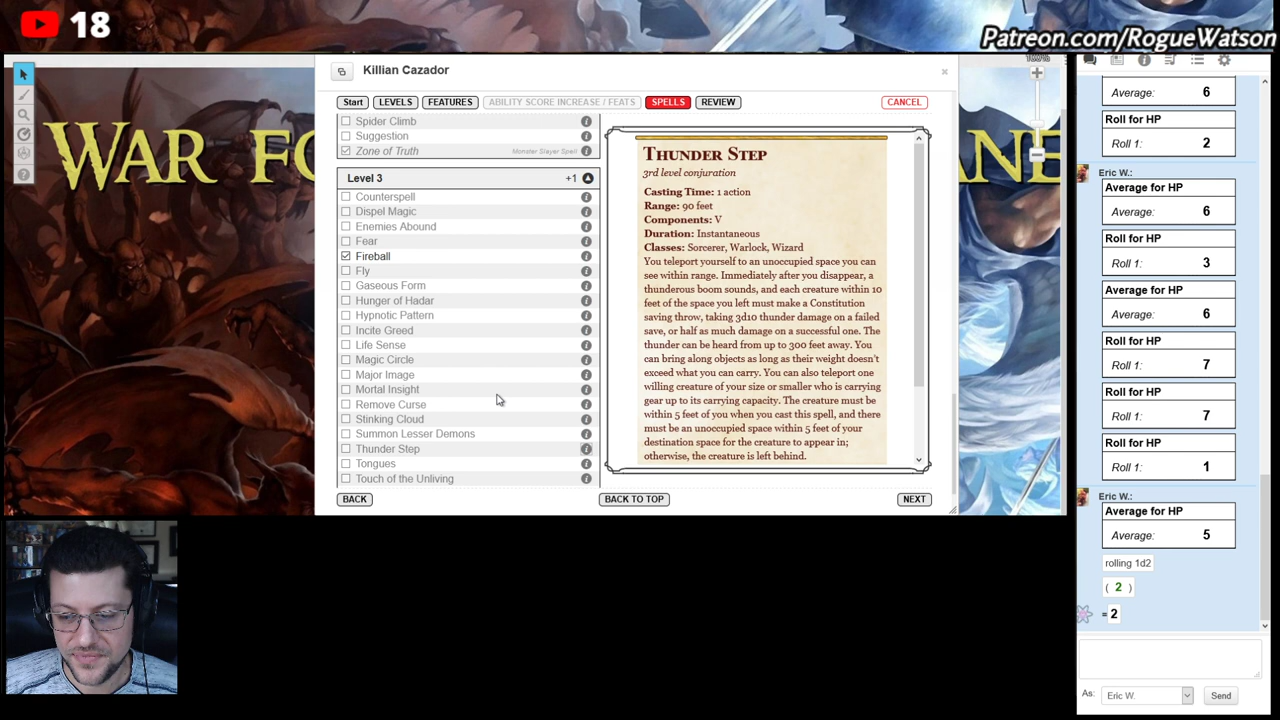 18
Patreon.com/RogueWatson
Killian Cazador
Start
LEVELS
FEATURES
ABILITY SCORE INCREASE / FEATS
SPELLS
REVIEW
CANCEL
WAR FO
ANE
Spider Climb
Suggestion
Zone of Truth
Monster Slayer Spell
Level 3
+1
Counterspell
Dispel Magic
Enemies Abound
Fear
Fireball
Fly
Gaseous Form
Hunger of Hadar
Hypnotic Pattern
Incite Greed
Life Sense
Magic Circle
Major Image
Mortal Insight
Remove Curse
Stinking Cloud
Summon Lesser Demons
Thunder Step
Tongues
Touch of the Unliving
THUNDER STEP
3rd level conjuration
Casting Time: 1 action
Range: 90 feet
Components: V
Duration: Instantaneous
Classes: Sorcerer, Warlock, Wizard
You teleport yourself to an unoccupied space you can
see within range. Immediately after you disappear, a
thunderous boom sounds, and each creature within 10
feet of the space you left must make a Constitution
saving throw, taking 3d10 thunder damage on a failed
save, or half as much damage on a successful one. The
thunder can be heard from up to 300 feet away. You
can bring along objects as long as their weight doesn't
exceed what you can carry. You can also teleport one
willing creature of your size or smaller who is carrying
gear up to its carrying capacity. The creature must be
within 5 feet of you when you cast this spell, and there
must be an unoccupied space within 5 feet of your
destination space for the creature to appear in;
otherwise, the creature is left behind.
BACK
BACK TO TOP
NEXT
100%
Average: 6
Roll for HP
Roll 1: 2
Eric W.:
Average for HP
Average: 6
Roll for HP
Roll 1: 3
Average for HP
Average: 6
Roll for HP
Roll 1: 7
Roll for HP
Roll 1: 7
Roll for HP
Roll 1: 1
Eric W.:
Average for HP
Average: 5
rolling 1d2
( 2 )
=2
As:
Eric W.
Send